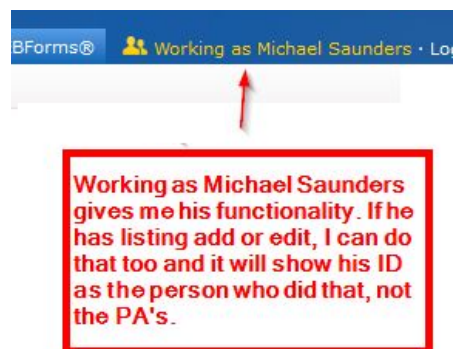 BForms® Working as Michael Saunders · Log
Working as Michael Saunders
gives me his functionality. If he
has listing add or edit, I can do
that too and it will show his ID
as the person who did that, not
the PA's.